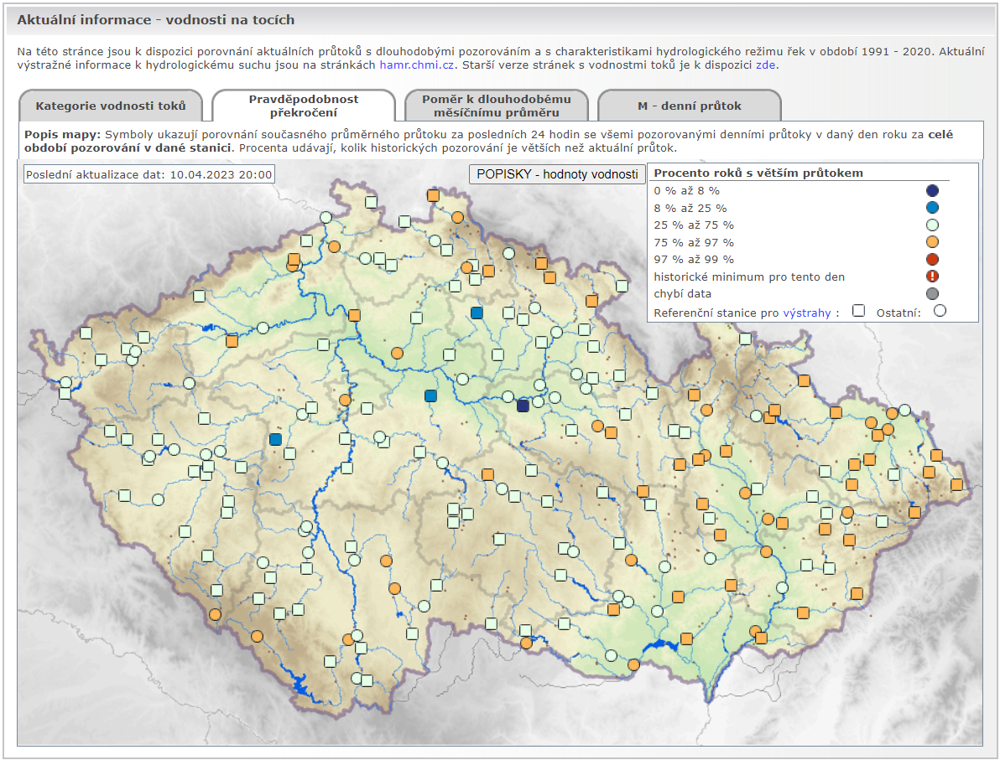 Aktuální informace - vodnosti na tocích
Na této stránce jsou k dispozici porovnání aktuálních průtoků s dlouhodobými pozorováním a s charakteristikami hydrologického režimu řek v období 1991 - 2020. Aktuální
výstražné informace k hydrologickému suchu jsou na stránkách hamr.chmi.cz. Starší verze stránek s vodnostmi toků je k dispozici zde.
Kategorie vodnosti toků
Pravděpodobnost
překročení
Poměr k dlouhodobému
měsíčnímu průměru
M - denní průtok
Popis mapy: Symboly ukazují porovnání současného průměrného průtoku za posledních 24 hodin se všemi pozorovanými denními průtoky v daný den roku za celé
období pozorování v dané stanici. Procenta udávají, kolik historických pozorování je větších než aktuální průtok.
Poslední aktualizace dat: 10.04.2023 20:00
POPISKY - hodnoty vodnosti
Procento roků s větším průtokem
0 % až 8 %
8 % až 25 %
25 % až 75 %
75 % až 97 %
97 % až 99 %
historické minimum pro tento den
chybí data
Referenční stanice pro výstrahy : Ostatní: